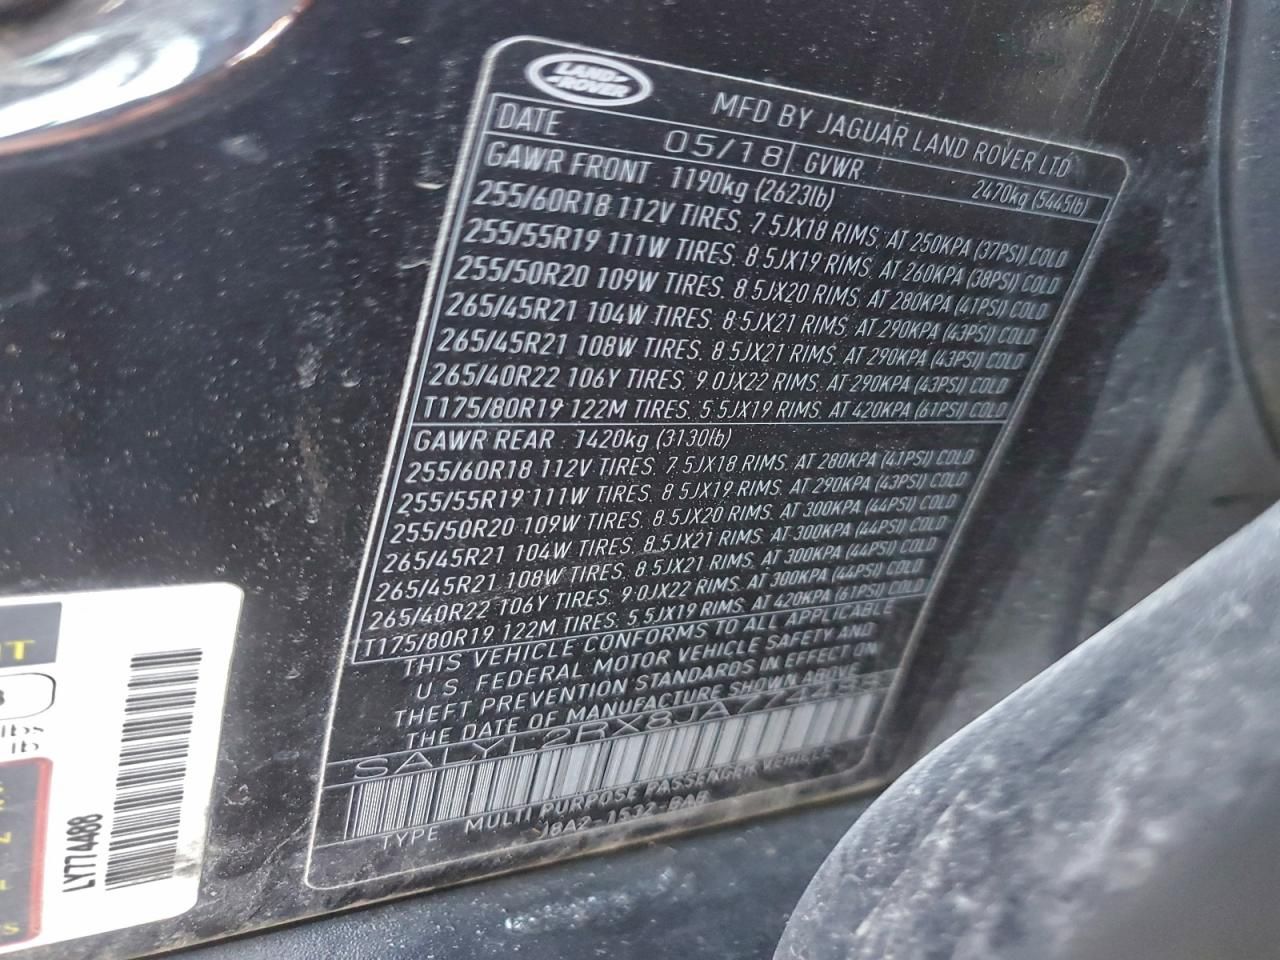 LAND
ROVER
MFD BY JAGUAR LAND ROVER LTD
DATE 05/18 GVWR 2470kg (5445lb)
GAWR FRONT 1190kg (2623lb)
255/60R18 112V TIRES. 7.5JX18 RIMS. AT 250KPA (37PSI) COLD
255/55R19 111W TIRES. 8.5JX19 RIMS. AT 260KPA (38PSI) COLD
255/50R20 109W TIRES. 8.5JX20 RIMS. AT 280KPA (41PSI) COLD
265/45R21 104W TIRES. 8.5JX21 RIMS. AT 290KPA (43PSI) COLD
265/45R21 108W TIRES. 8.5JX21 RIMS. AT 290KPA (43PSI) COLD
265/40R22 106Y TIRES. 9.0JX22 RIMS. AT 290KPA (43PSI) COLD
T175/80R19 122M TIRES. 5.5JX19 RIMS. AT 420KPA (61PSI) COLD
GAWR REAR 1420kg (3130lb)
255/60R18 112V TIRES. 7.5JX18 RIMS. AT 280KPA (41PSI) COLD
255/55R19 111W TIRES. 8.5JX19 RIMS. AT 290KPA (43PSI) COLD
255/50R20 109W TIRES. 8.5JX20 RIMS. AT 300KPA (44PSI) COLD
265/45R21 104W TIRES. 8.5JX21 RIMS. AT 300KPA (44PSI) COLD
265/45R21 108W TIRES. 8.5JX21 RIMS. AT 300KPA (44PSI) COLD
265/40R22 106Y TIRES. 9.0JX22 RIMS. AT 300KPA (44PSI) COLD
T175/80R19 122M TIRES. 5.5JX19 RIMS. AT 420KPA (61PSI) COLD
THIS VEHICLE CONFORMS TO ALL APPLICABLE
U.S. FEDERAL MOTOR VEHICLE SAFETY AND
THEFT PREVENTION STANDARDS IN EFFECT ON
THE DATE OF MANUFACTURE SHOWN ABOVE
TYPE MULTI PURPOSE PASSENGER VEHICLE
LY774488